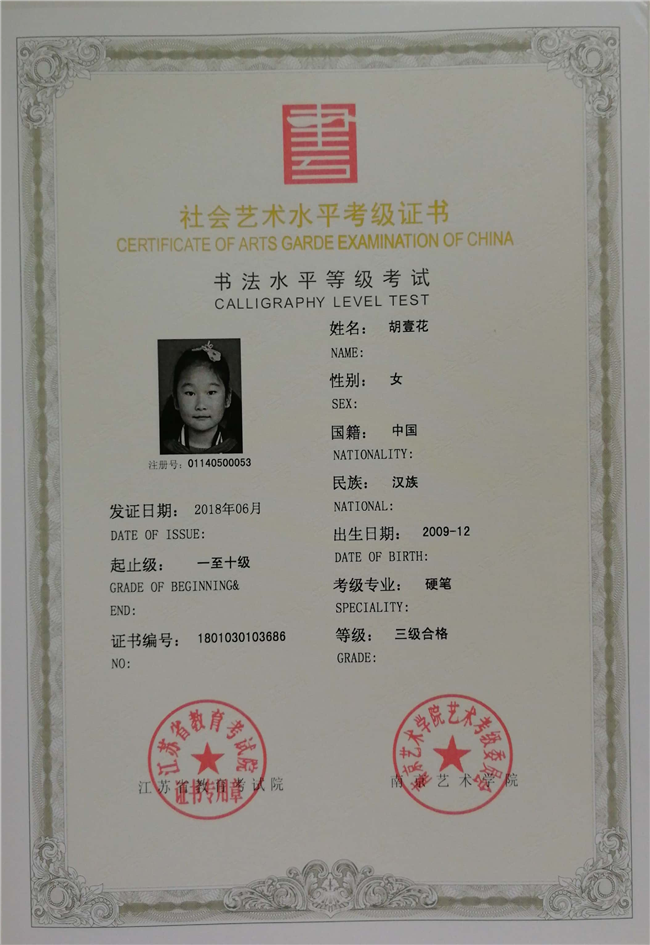 社会艺术水平考级证书
CERTIFICATE OF ARTS GARDE EXAMINATION OF CHINA
书法水平等级考试
CALLIGRAPHY LEVEL TEST
姓名： 胡壹花
NAME:
性别： 女
SEX:
国籍： 中国
NATIONALITY:
民族： 汉族
NATIONAL:
出生日期： 2009-12
DATE OF BIRTH:
考级专业： 硬笔
SPECIALITY:
等级： 三级合格
GRADE:
注册号：01140500053
发证日期： 2018年06月
DATE OF ISSUE:
起止级： 一至十级
GRADE OF BEGINNING&
END:
证书编号： 1801030103686
NO:
江苏省教育考试院
证书专用章
江苏省教育考试院
南京艺术学院艺术考级委员会
南京艺术学院